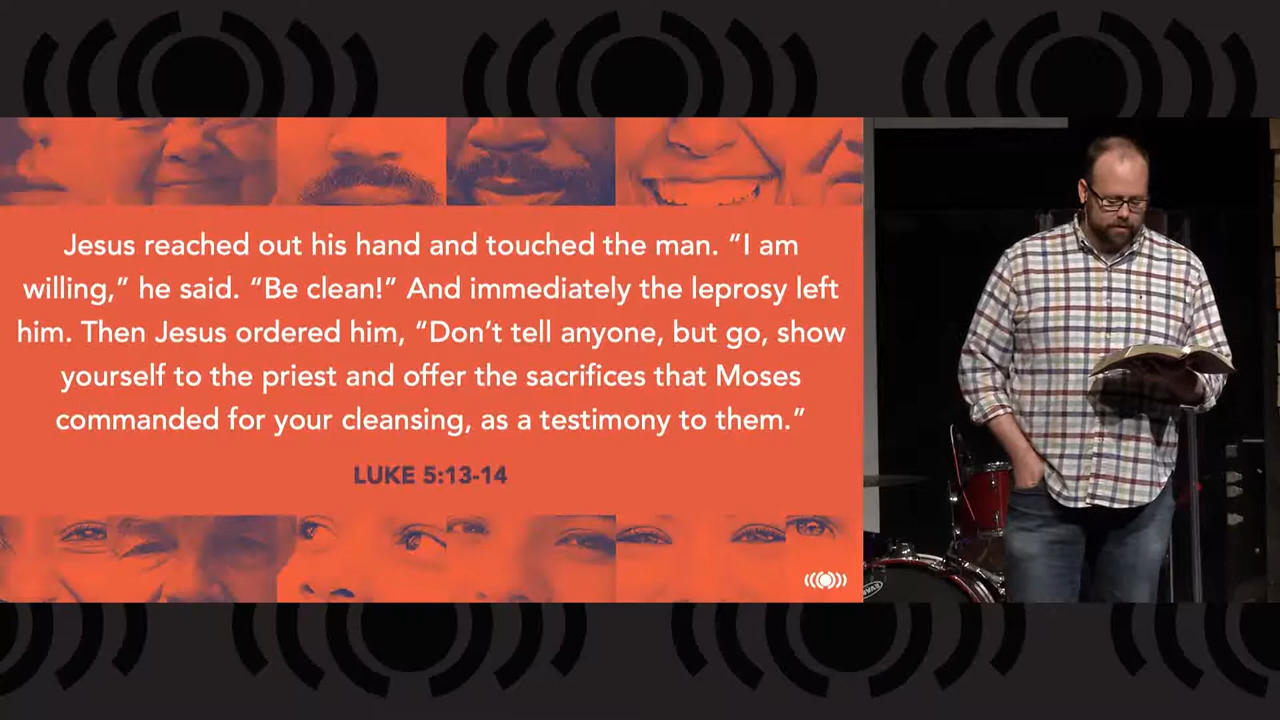 Jesus reached out his hand and touched the man. “I am
willing,” he said. “Be clean!” And immediately the leprosy left
him. Then Jesus ordered him, “Don’t tell anyone, but go, show
yourself to the priest and offer the sacrifices that Moses
commanded for your cleansing, as a testimony to them.”
LUKE 5:13-14